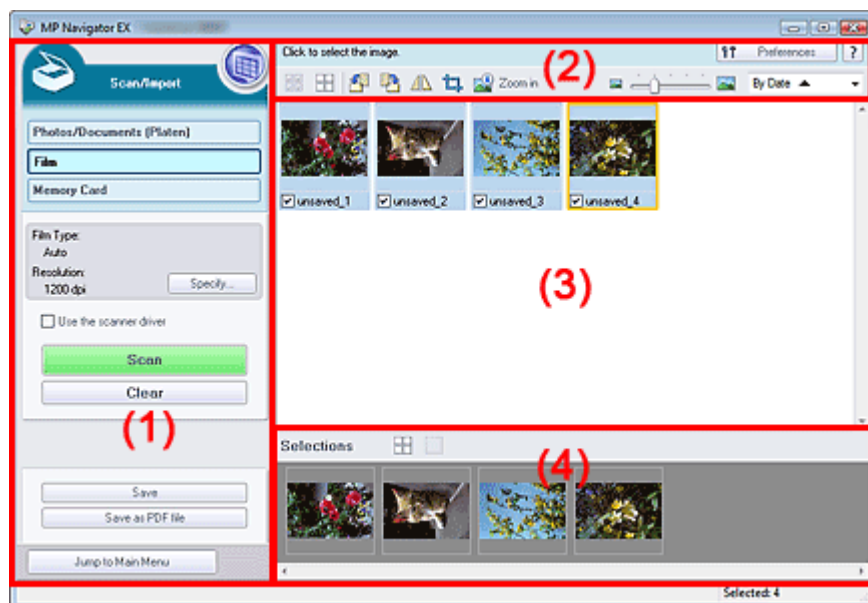 MP Navigator EX
Scan/Import
Photos/Documents (Platen)
Film
Memory Card
Film Type:
Auto
Resolution:
1200 dpi
Specify...
Use the scanner driver
Scan
Clear
(1)
Save
Save as PDF file
Jump to Main Menu
Click to select the image.
Preferences
?
(2)
Zoom in
By Date
unsaved_1
unsaved_2
unsaved_3
unsaved_4
(3)
Selections
(4)
Selected: 4